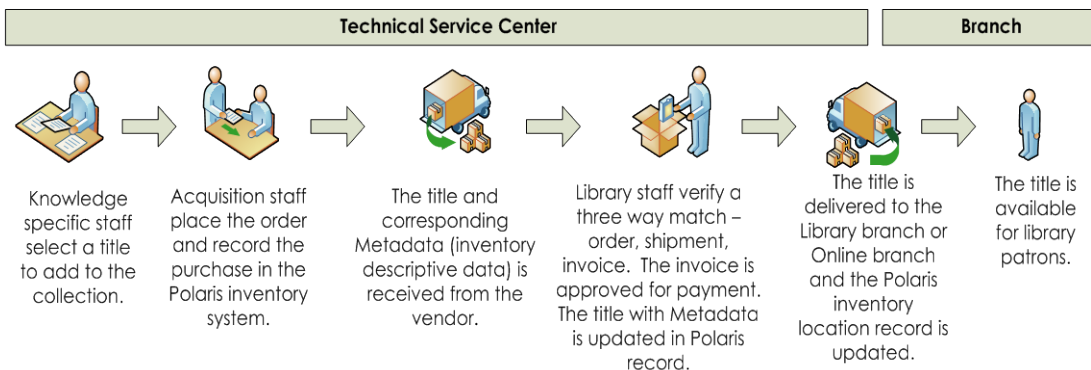 Technical Service Center
Branch
Knowledge
specific staff
select a title
to add to the
collection.
Acquisition staff
place the order
and record the
purchase in the
Polaris inventory
system.
The title and
corresponding
Metadata (inventory
descriptive data) is
received from the
vendor.
Library staff verify a
three way match –
order, shipment,
invoice.  The invoice is
approved for payment.
The title with Metadata
is updated in Polaris
record.
The title is
delivered to the
Library branch or
Online branch
and the Polaris
inventory
location record is
updated.
The title is
available
for library
patrons.